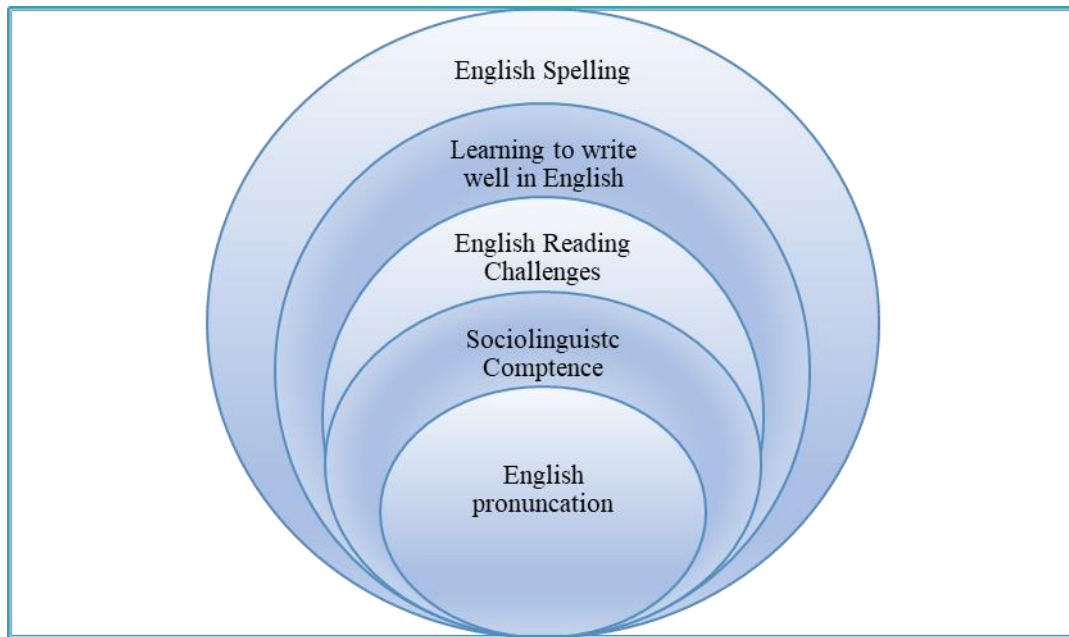 English Spelling
Learning to write
well in English
English Reading
Challenges
Sociolinguistc
Comptence
English
pronuncation